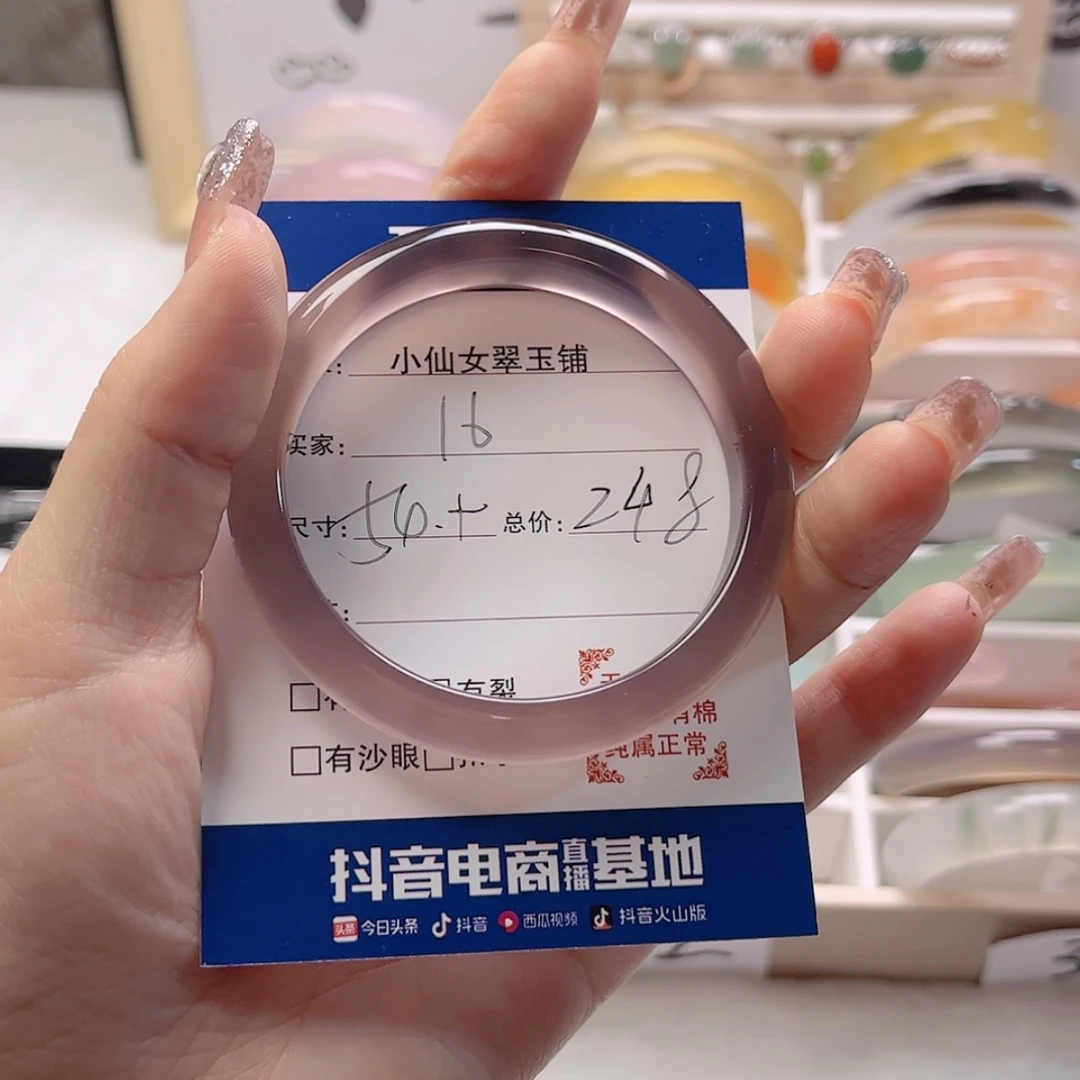 小仙女翠玉铺
买家: 16
尺寸: 56.+ 总价: 248
有裂
有棉
□有沙眼□
纯属正常
抖音电商直播基地
今日头条 抖音 西瓜视频 抖音火山版